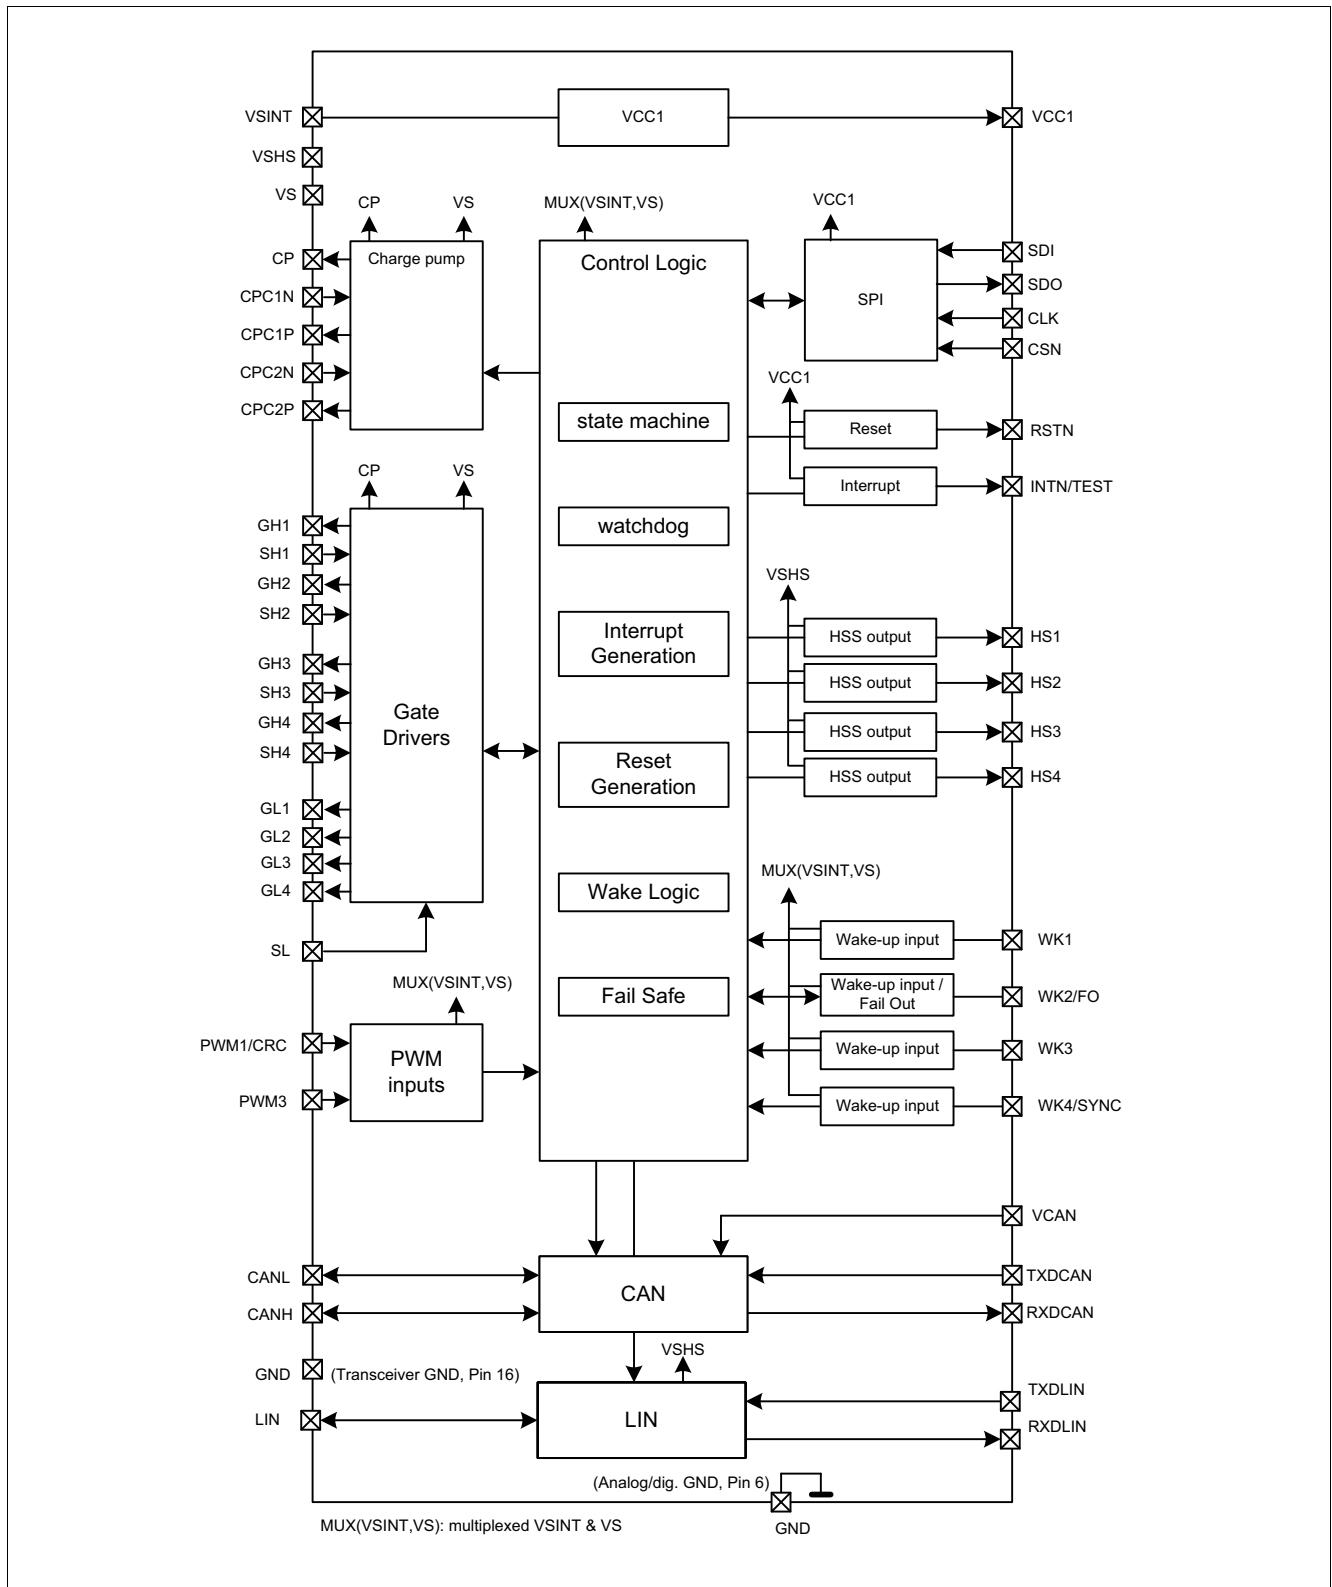 VSINT
VCC1
VCC1
VSHS
VS
CP
VS
MUX(VSINT,VS)
VCC1
CP
Charge pump
Control Logic
SDI
CPC1N
SPI
SDO
CPC1P
CLK
CPC2N
CSN
CPC2P
VCC1
state machine
Reset
RSTN
CP
VS
Interrupt
INTN/TEST
GH1
watchdog
SH1
GH2
VSHS
SH2
Interrupt
Generation
HSS output
HS1
GH3
HSS output
HS2
SH3
Gate
Drivers
GH4
HSS output
HS3
SH4
Reset
Generation
HSS output
HS4
GL1
GL2
GL3
MUX(VSINT,VS)
GL4
Wake Logic
SL
Wake-up input
WK1
MUX(VSINT,VS)
Fail Safe
Wake-up input /
Fail Out
WK2/FO
PWM1/CRC
PWM
inputs
Wake-up input
WK3
PWM3
Wake-up input
WK4/SYNC
VCAN
CANL
CAN
TXDCAN
CANH
RXDCAN
VSHS
GND
(Transceiver GND, Pin 16)
TXDLIN
LIN
LIN
RXDLIN
(Analog/dig. GND, Pin 6)
MUX(VSINT,VS): multiplexed VSINT & VS
GND